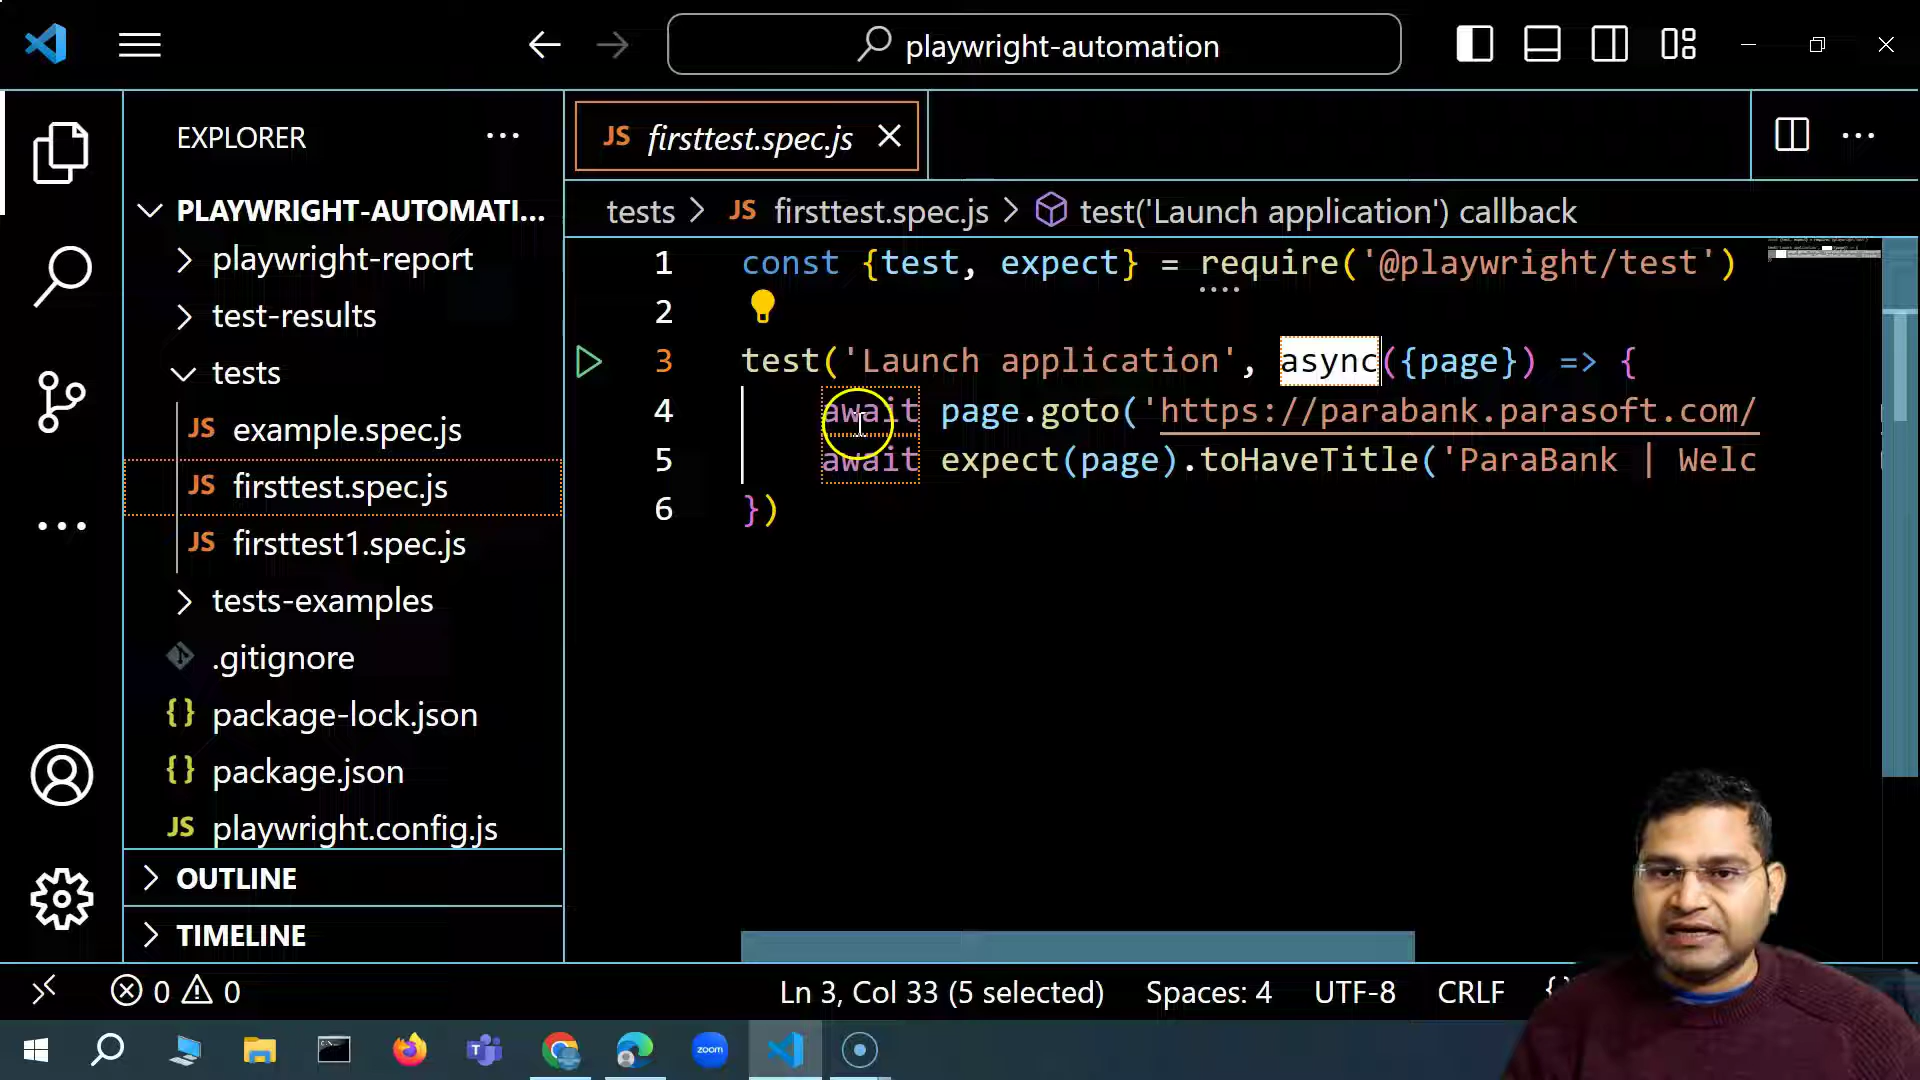 playwright-automation
EXPLORER
PLAYWRIGHT-AUTOMATI...
playwright-report
test-results
tests
JS example.spec.js
JS firsttest.spec.js
JS firsttest1.spec.js
tests-examples
.gitignore
{} package-lock.json
{} package.json
JS playwright.config.js
OUTLINE
TIMELINE
JS firsttest.spec.js
tests > JS firsttest.spec.js > test('Launch application') callback
1 const {test, expect} = require('@playwright/test')
2
3 test('Launch application', async({page}) => {
4 await page.goto('https://parabank.parasoft.com/
5 await expect(page).toHaveTitle('ParaBank | Welc
6 })
0 0
Ln 3, Col 33 (5 selected)
Spaces: 4
UTF-8
CRLF
zoom